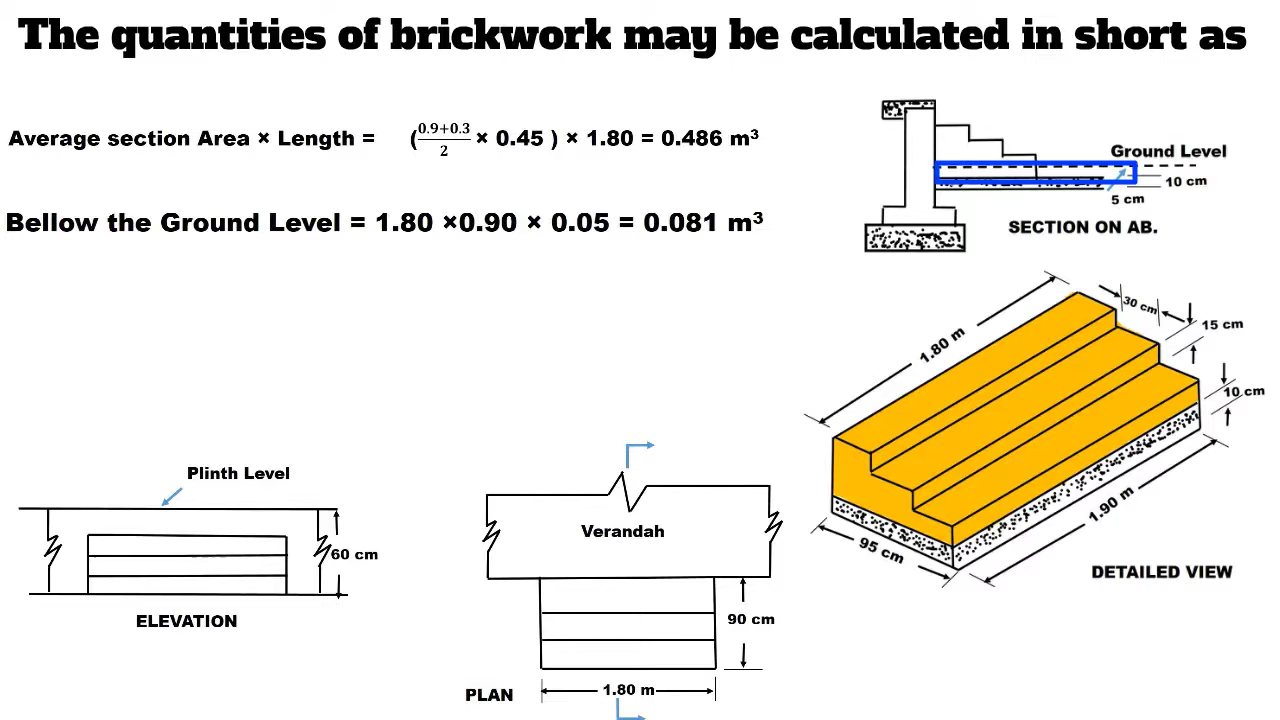 The quantities of brickwork may be calculated in short as
Average section Area × Length = (0.9+0.3/2 × 0.45 ) × 1.80 = 0.486 m³
Bellow the Ground Level = 1.80 ×0.90 × 0.05 = 0.081 m³
Ground Level
10 cm
5 cm
SECTION ON AB.
30 cm
15 cm
1.80 m
10 cm
1.90 m
95 cm
DETAILED VIEW
Plinth Level
60 cm
ELEVATION
Verandah
90 cm
1.80 m
PLAN